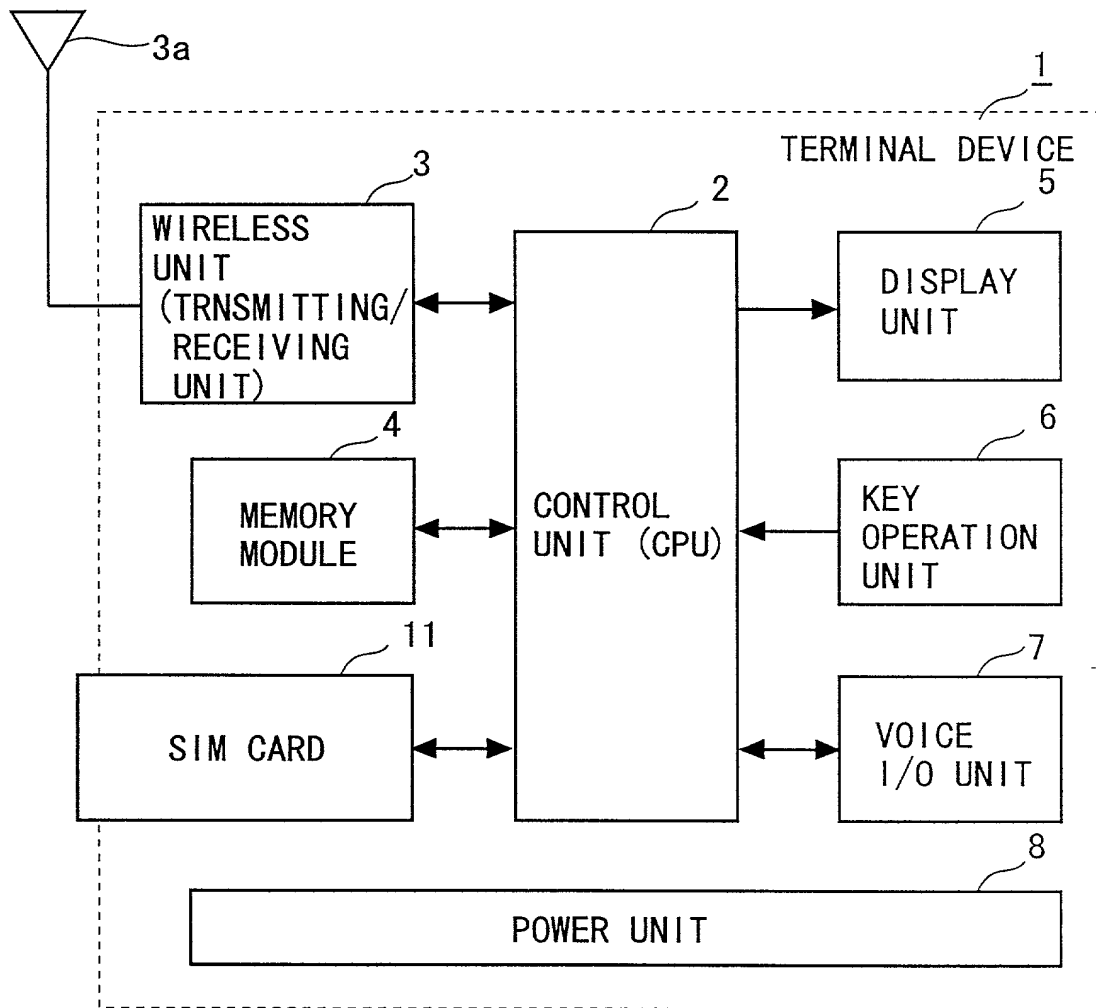 3a
1
TERMINAL DEVICE
3
WIRELESS
UNIT
(TRNSMITTING/
RECEIVING
UNIT)
2
CONTROL
UNIT (CPU)
5
DISPLAY
UNIT
4
MEMORY
MODULE
6
KEY
OPERATION
UNIT
11
SIM CARD
7
VOICE
I/O UNIT
8
POWER UNIT